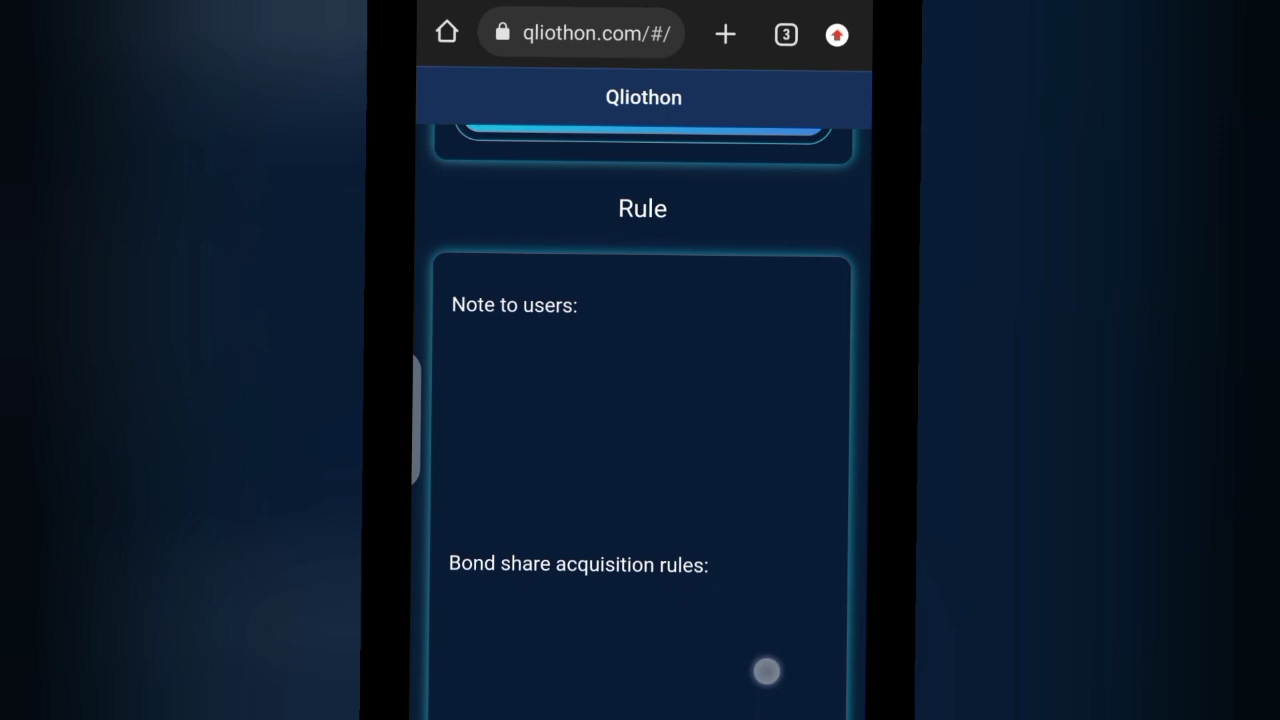 qliothon.com/#/
3
Qliothon
Rule
Note to users:
Bond share acquisition rules: